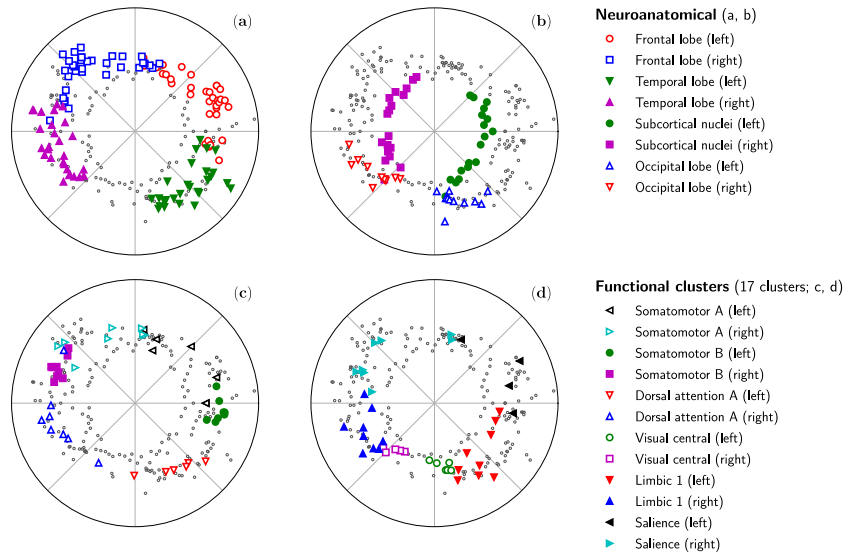 (a)
(b)
Neuroanatomical (a, b)
Frontal lobe (left)
Frontal lobe (right)
Temporal lobe (left)
Temporal lobe (right)
Subcortical nuclei (left)
Subcortical nuclei (right)
Occipital lobe (left)
Occipital lobe (right)
(c)
(d)
Functional clusters (17 clusters; c, d)
Somatomotor A (left)
Somatomotor A (right)
Somatomotor B (left)
Somatomotor B (right)
Dorsal attention A (left)
Dorsal attention A (right)
Visual central (left)
Visual central (right)
Limbic 1 (left)
Limbic 1 (right)
Salience (left)
Salience (right)